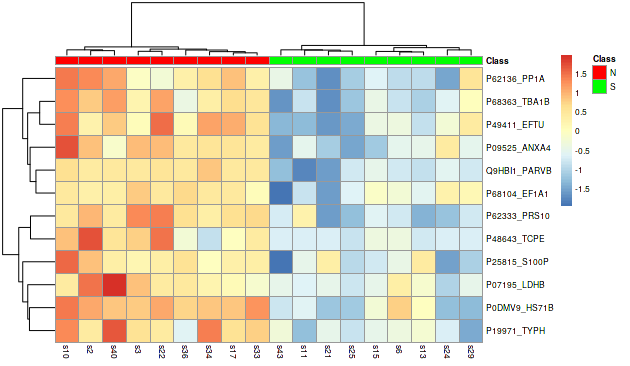 Class
P62136_PP1A
P68363_TBA1B
P49411_EFTU
P09525_ANXA4
Q9HBI1_PARVB
P68104_EF1A1
P62333_PRS10
P48643_TCPE
P25815_S100P
P07195_LDHB
P0DMV9_HS71B
P19971_TYPH
s10 s2 s40 s3 s22 s36 s34 s17 s33 s43 s11 s21 s25 s15 s6 s13 s24 s29
1.5
1
0.5
0
-0.5
-1
-1.5
Class
N
S